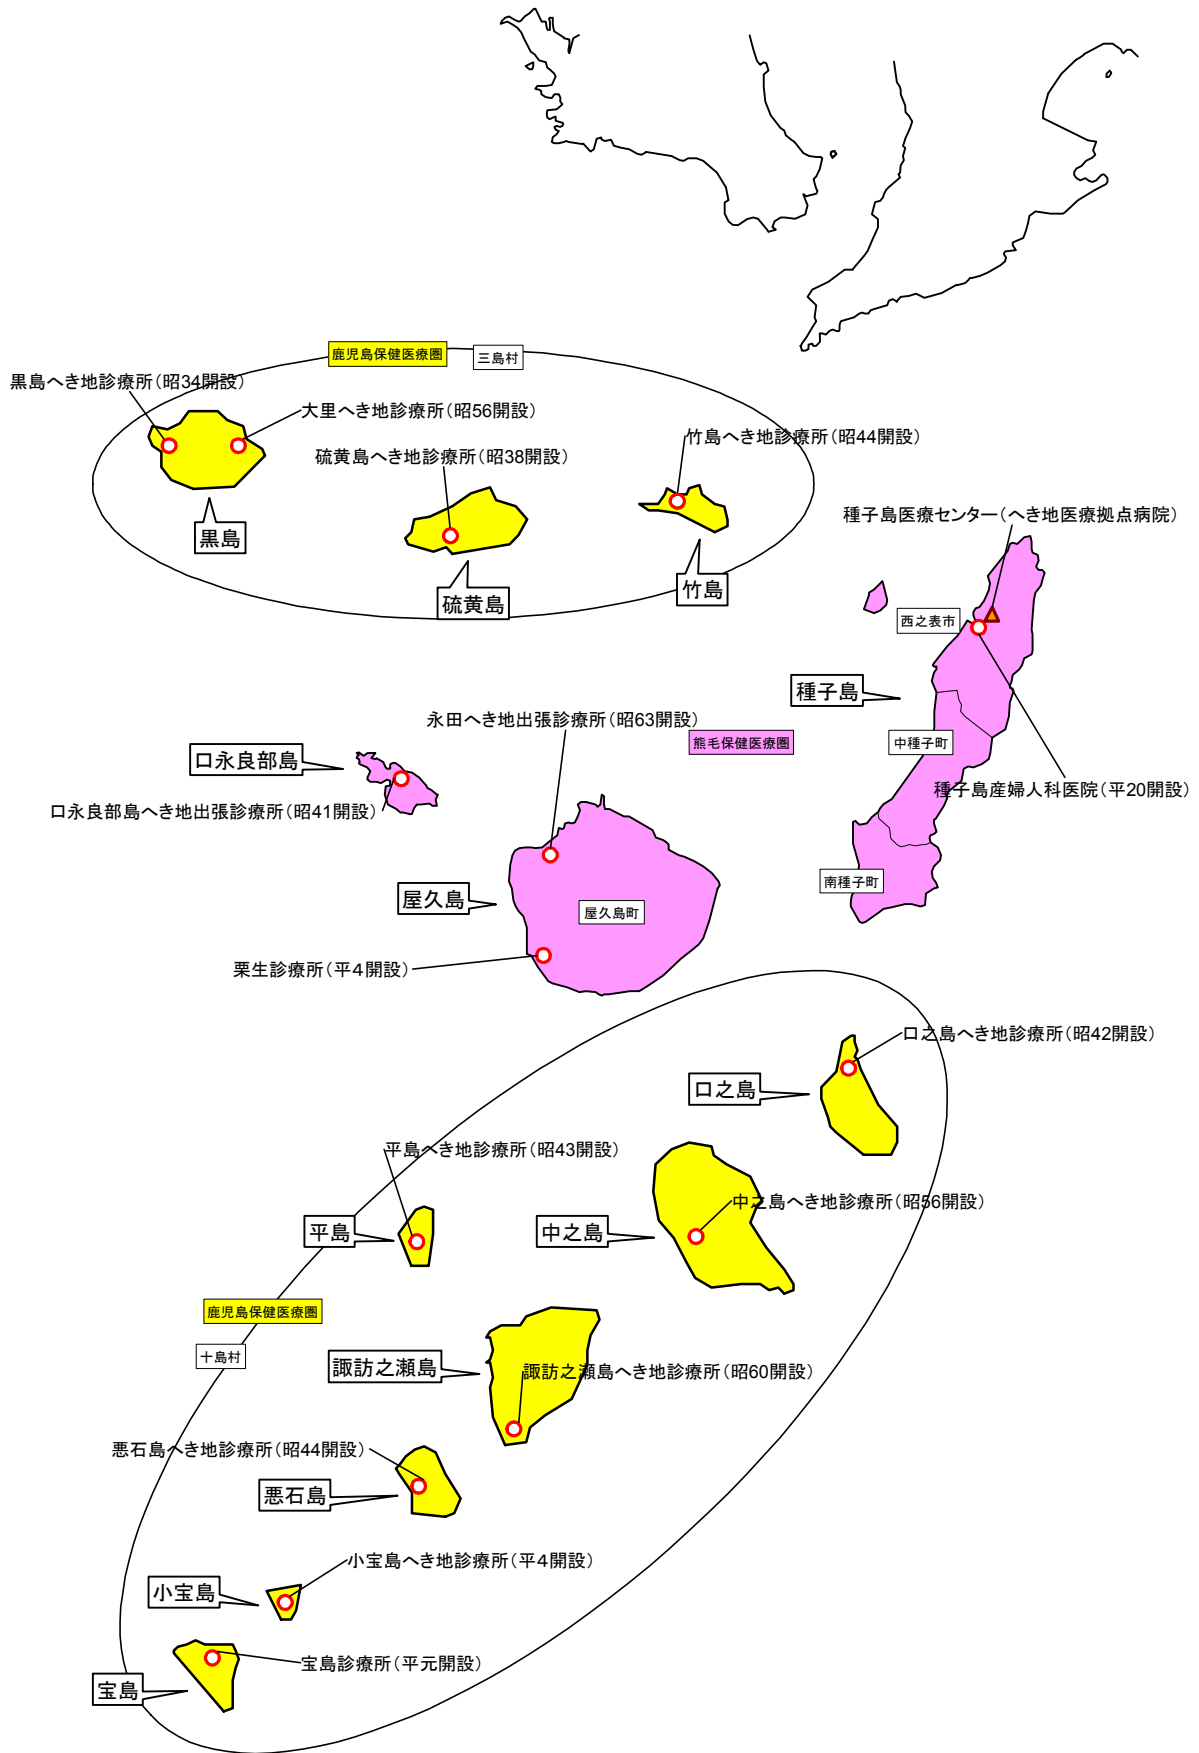 鹿児島保健医療圏
三島村
黒島へき地診療所(昭34開設)
大里へき地診療所(昭56開設)
竹島へき地診療所(昭44開設)
硫黄島へき地診療所(昭38開設)
種子島医療センター(へき地医療拠点病院)
黒島
竹島
硫黄島
西之表市
種子島
永田へき地出張診療所(昭63開設)
熊毛保健医療圏
中種子町
口永良部島
種子島産婦人科医院(平20開設)
口永良部島へき地出張診療所(昭41開設)
南種子町
屋久島
屋久島町
栗生診療所(平4開設)
口之島へき地診療所(昭42開設)
口之島
平島へき地診療所(昭43開設)
中之島へき地診療所(昭56開設)
平島
中之島
鹿児島保健医療圏
十島村
諏訪之瀬島
諏訪之瀬島へき地診療所(昭60開設)
悪石島へき地診療所(昭44開設)
悪石島
小宝島へき地診療所(平4開設)
小宝島
宝島診療所(平元開設)
宝島